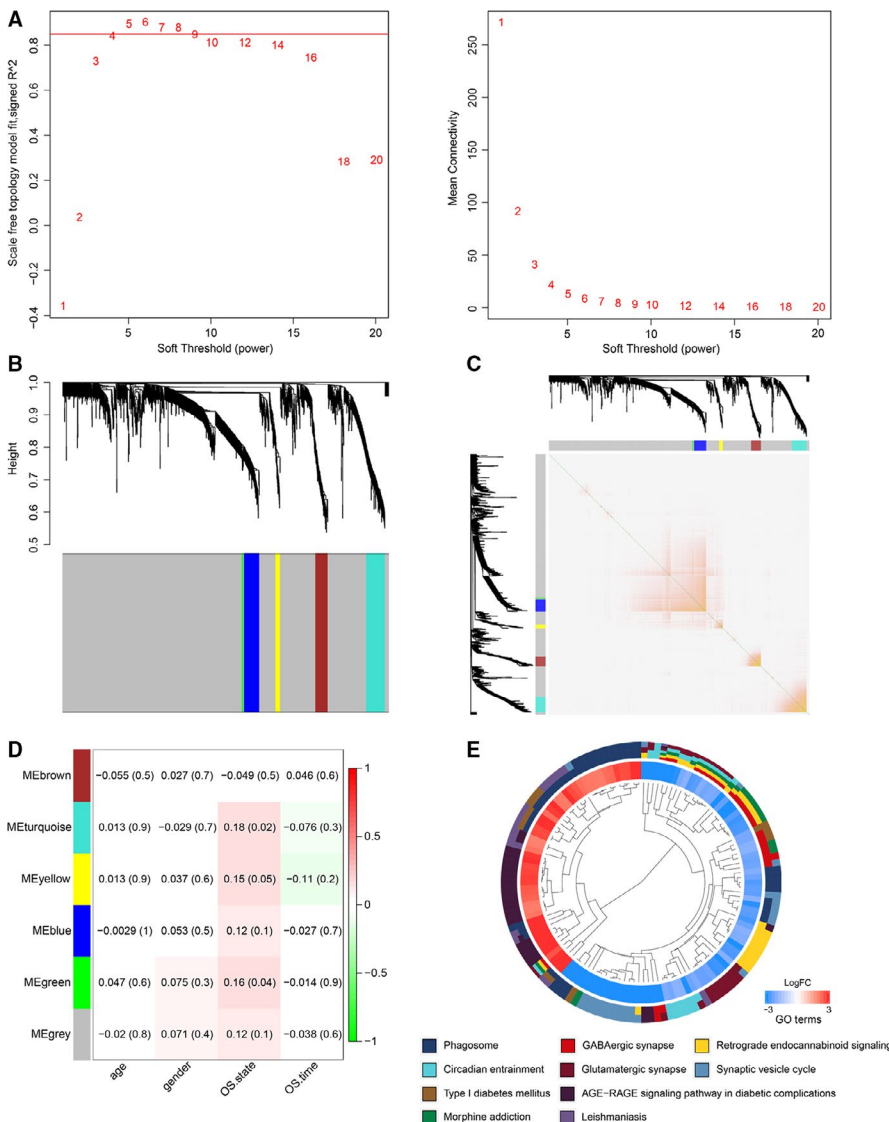 A
Scale free topology model fit,signed R^2
0.8
0.6
0.4
0.2
0.0
−0.2
−0.4
1
2
3
4
5
6
7
8
9
10
12
14
16
18
20
5
10
15
20
Soft Threshold (power)
Mean Connectivity
250
200
150
100
50
0
1
2
3
4
5
6
7
8
9
10
12
14
16
18
20
5
10
15
20
Soft Threshold (power)
B
Height
1.0
0.9
0.8
0.7
0.6
0.5
C
D
MEbrown −0.055 (0.5) 0.027 (0.7) −0.049 (0.5) 0.046 (0.6)
MEturquoise 0.013 (0.9) −0.029 (0.7) 0.18 (0.02) −0.076 (0.3)
MEyellow 0.013 (0.9) 0.037 (0.6) 0.15 (0.05) −0.11 (0.2)
MEblue −0.0029 (1) 0.053 (0.5) 0.12 (0.1) −0.027 (0.7)
MEgreen 0.047 (0.6) 0.075 (0.3) 0.16 (0.04) −0.014 (0.9)
MEgrey −0.02 (0.8) 0.071 (0.4) 0.12 (0.1) −0.038 (0.6)
age
gender
OS.state
OS.time
1
0.5
0
−0.5
−1
E
LogFC
−3 3
GO terms
Phagosome
GABAergic synapse
Retrograde endocannabinoid signaling
Circadian entrainment
Glutamatergic synapse
Synaptic vesicle cycle
Type I diabetes mellitus
AGE−RAGE signaling pathway in diabetic complications
Morphine addiction
Leishmaniasis